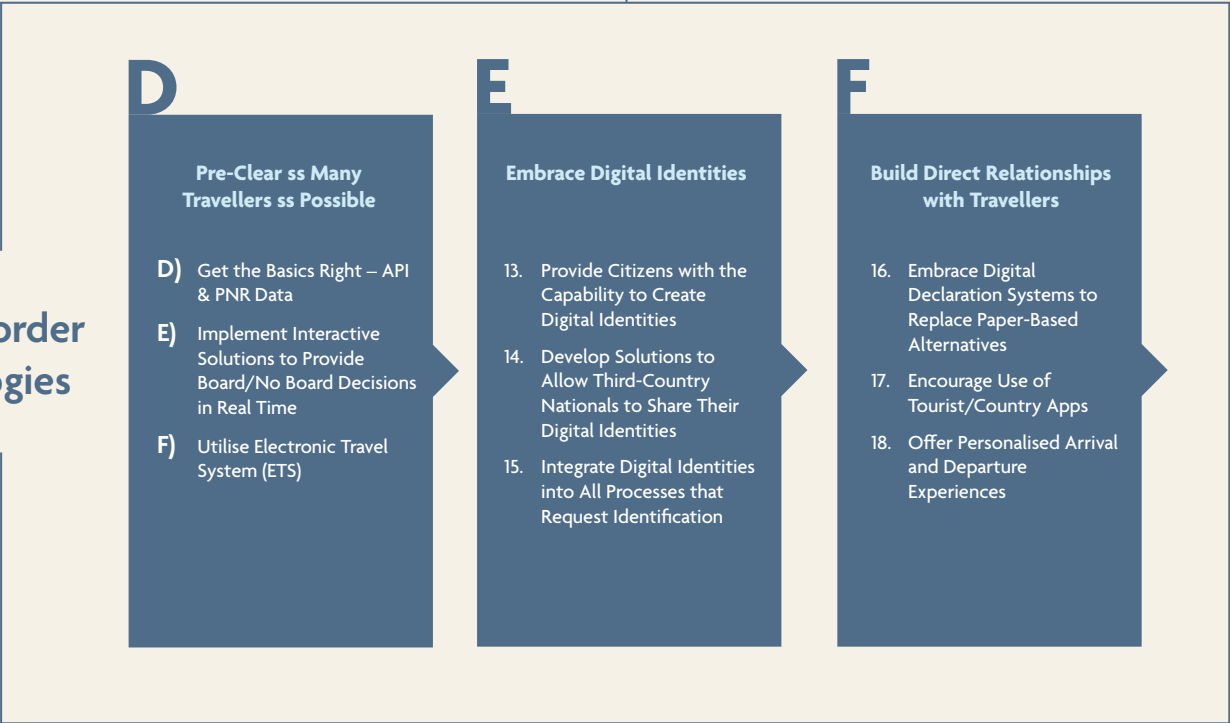 order
ogies
D
Pre-Clear ss Many
Travellers ss Possible
D) Get the Basics Right – API
& PNR Data
E) Implement Interactive
Solutions to Provide
Board/No Board Decisions
in Real Time
F) Utilise Electronic Travel
System (ETS)
E
Embrace Digital Identities
13. Provide Citizens with the
Capability to Create
Digital Identities
14. Develop Solutions to
Allow Third-Country
Nationals to Share Their
Digital Identities
15. Integrate Digital Identities
into All Processes that
Request Identification
F
Build Direct Relationships
with Travellers
16. Embrace Digital
Declaration Systems to
Replace Paper-Based
Alternatives
17. Encourage Use of
Tourist/Country Apps
18. Offer Personalised Arrival
and Departure
Experiences